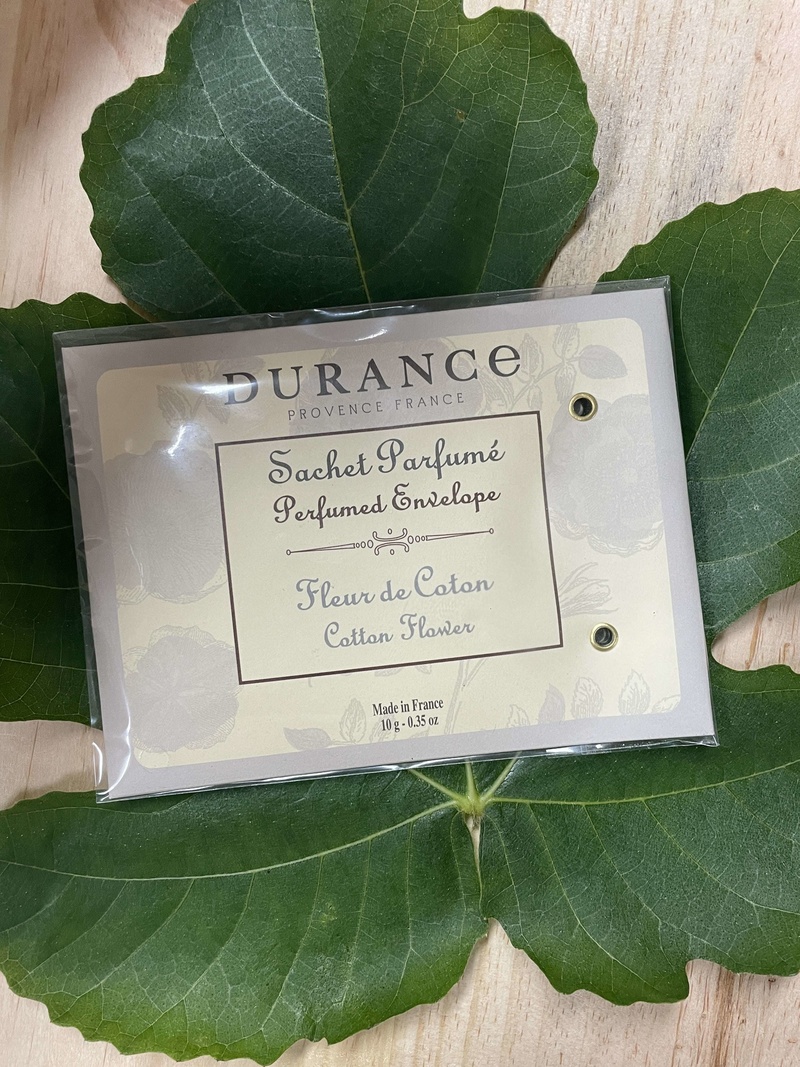 DURANCE
PROVENCE FRANCE
Sachet Parfumé
Perfumed Envelope
Fleur de Coton
Cotton Flower
Made in France
10 g - 0.35 oz